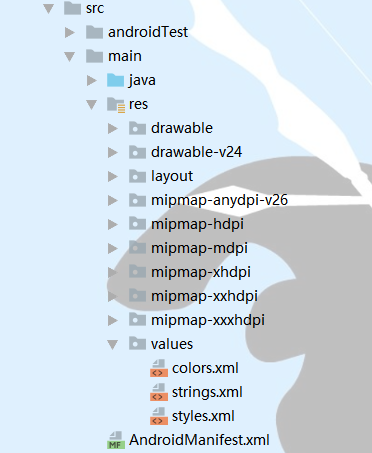 src
androidTest
main
java
res
drawable
drawable-v24
layout
mipmap-anydpi-v26
mipmap-hdpi
mipmap-mdpi
mipmap-xhdpi
mipmap-xxhdpi
mipmap-xxxhdpi
values
colors.xml
strings.xml
styles.xml
MF AndroidManifest.xml